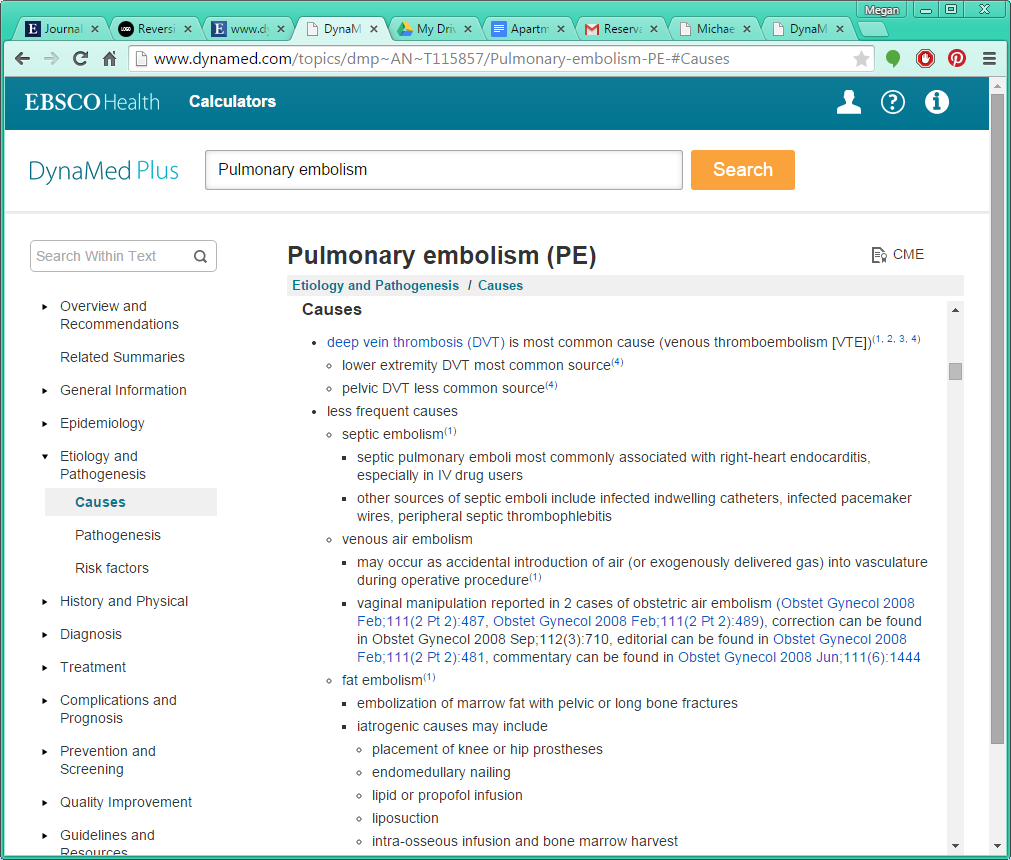 Megan
Journal
Reversi
www.dy
DynaM
My Driv
Apartm
Reserva
Michae
DynaM
www.dynamed.com/topics/dmp~AN~T115857/Pulmonary-embolism-PE-#Causes
EBSCO Health
Calculators
DynaMed Plus
Pulmonary embolism
Search
Search Within Text
Overview and
Recommendations
Related Summaries
General Information
Epidemiology
Etiology and
Pathogenesis
Causes
Pathogenesis
Risk factors
History and Physical
Diagnosis
Treatment
Complications and
Prognosis
Prevention and
Screening
Quality Improvement
Guidelines and
Resources
Pulmonary embolism (PE)
CME
Etiology and Pathogenesis / Causes
Causes
deep vein thrombosis (DVT) is most common cause (venous thromboembolism [VTE])(1, 2, 3, 4)
lower extremity DVT most common source(4)
pelvic DVT less common source(4)
less frequent causes
septic embolism(1)
septic pulmonary emboli most commonly associated with right-heart endocarditis,
especially in IV drug users
other sources of septic emboli include infected indwelling catheters, infected pacemaker
wires, peripheral septic thrombophlebitis
venous air embolism
may occur as accidental introduction of air (or exogenously delivered gas) into vasculature
during operative procedure(1)
vaginal manipulation reported in 2 cases of obstetric air embolism (Obstet Gynecol 2008
Feb;111(2 Pt 2):487, Obstet Gynecol 2008 Feb;111(2 Pt 2):489), correction can be found
in Obstet Gynecol 2008 Sep;112(3):710, editorial can be found in Obstet Gynecol 2008
Feb;111(2 Pt 2):481, commentary can be found in Obstet Gynecol 2008 Jun;111(6):1444
fat embolism(1)
embolization of marrow fat with pelvic or long bone fractures
iatrogenic causes may include
placement of knee or hip prostheses
endomedullary nailing
lipid or propofol infusion
liposuction
intra-osseous infusion and bone marrow harvest